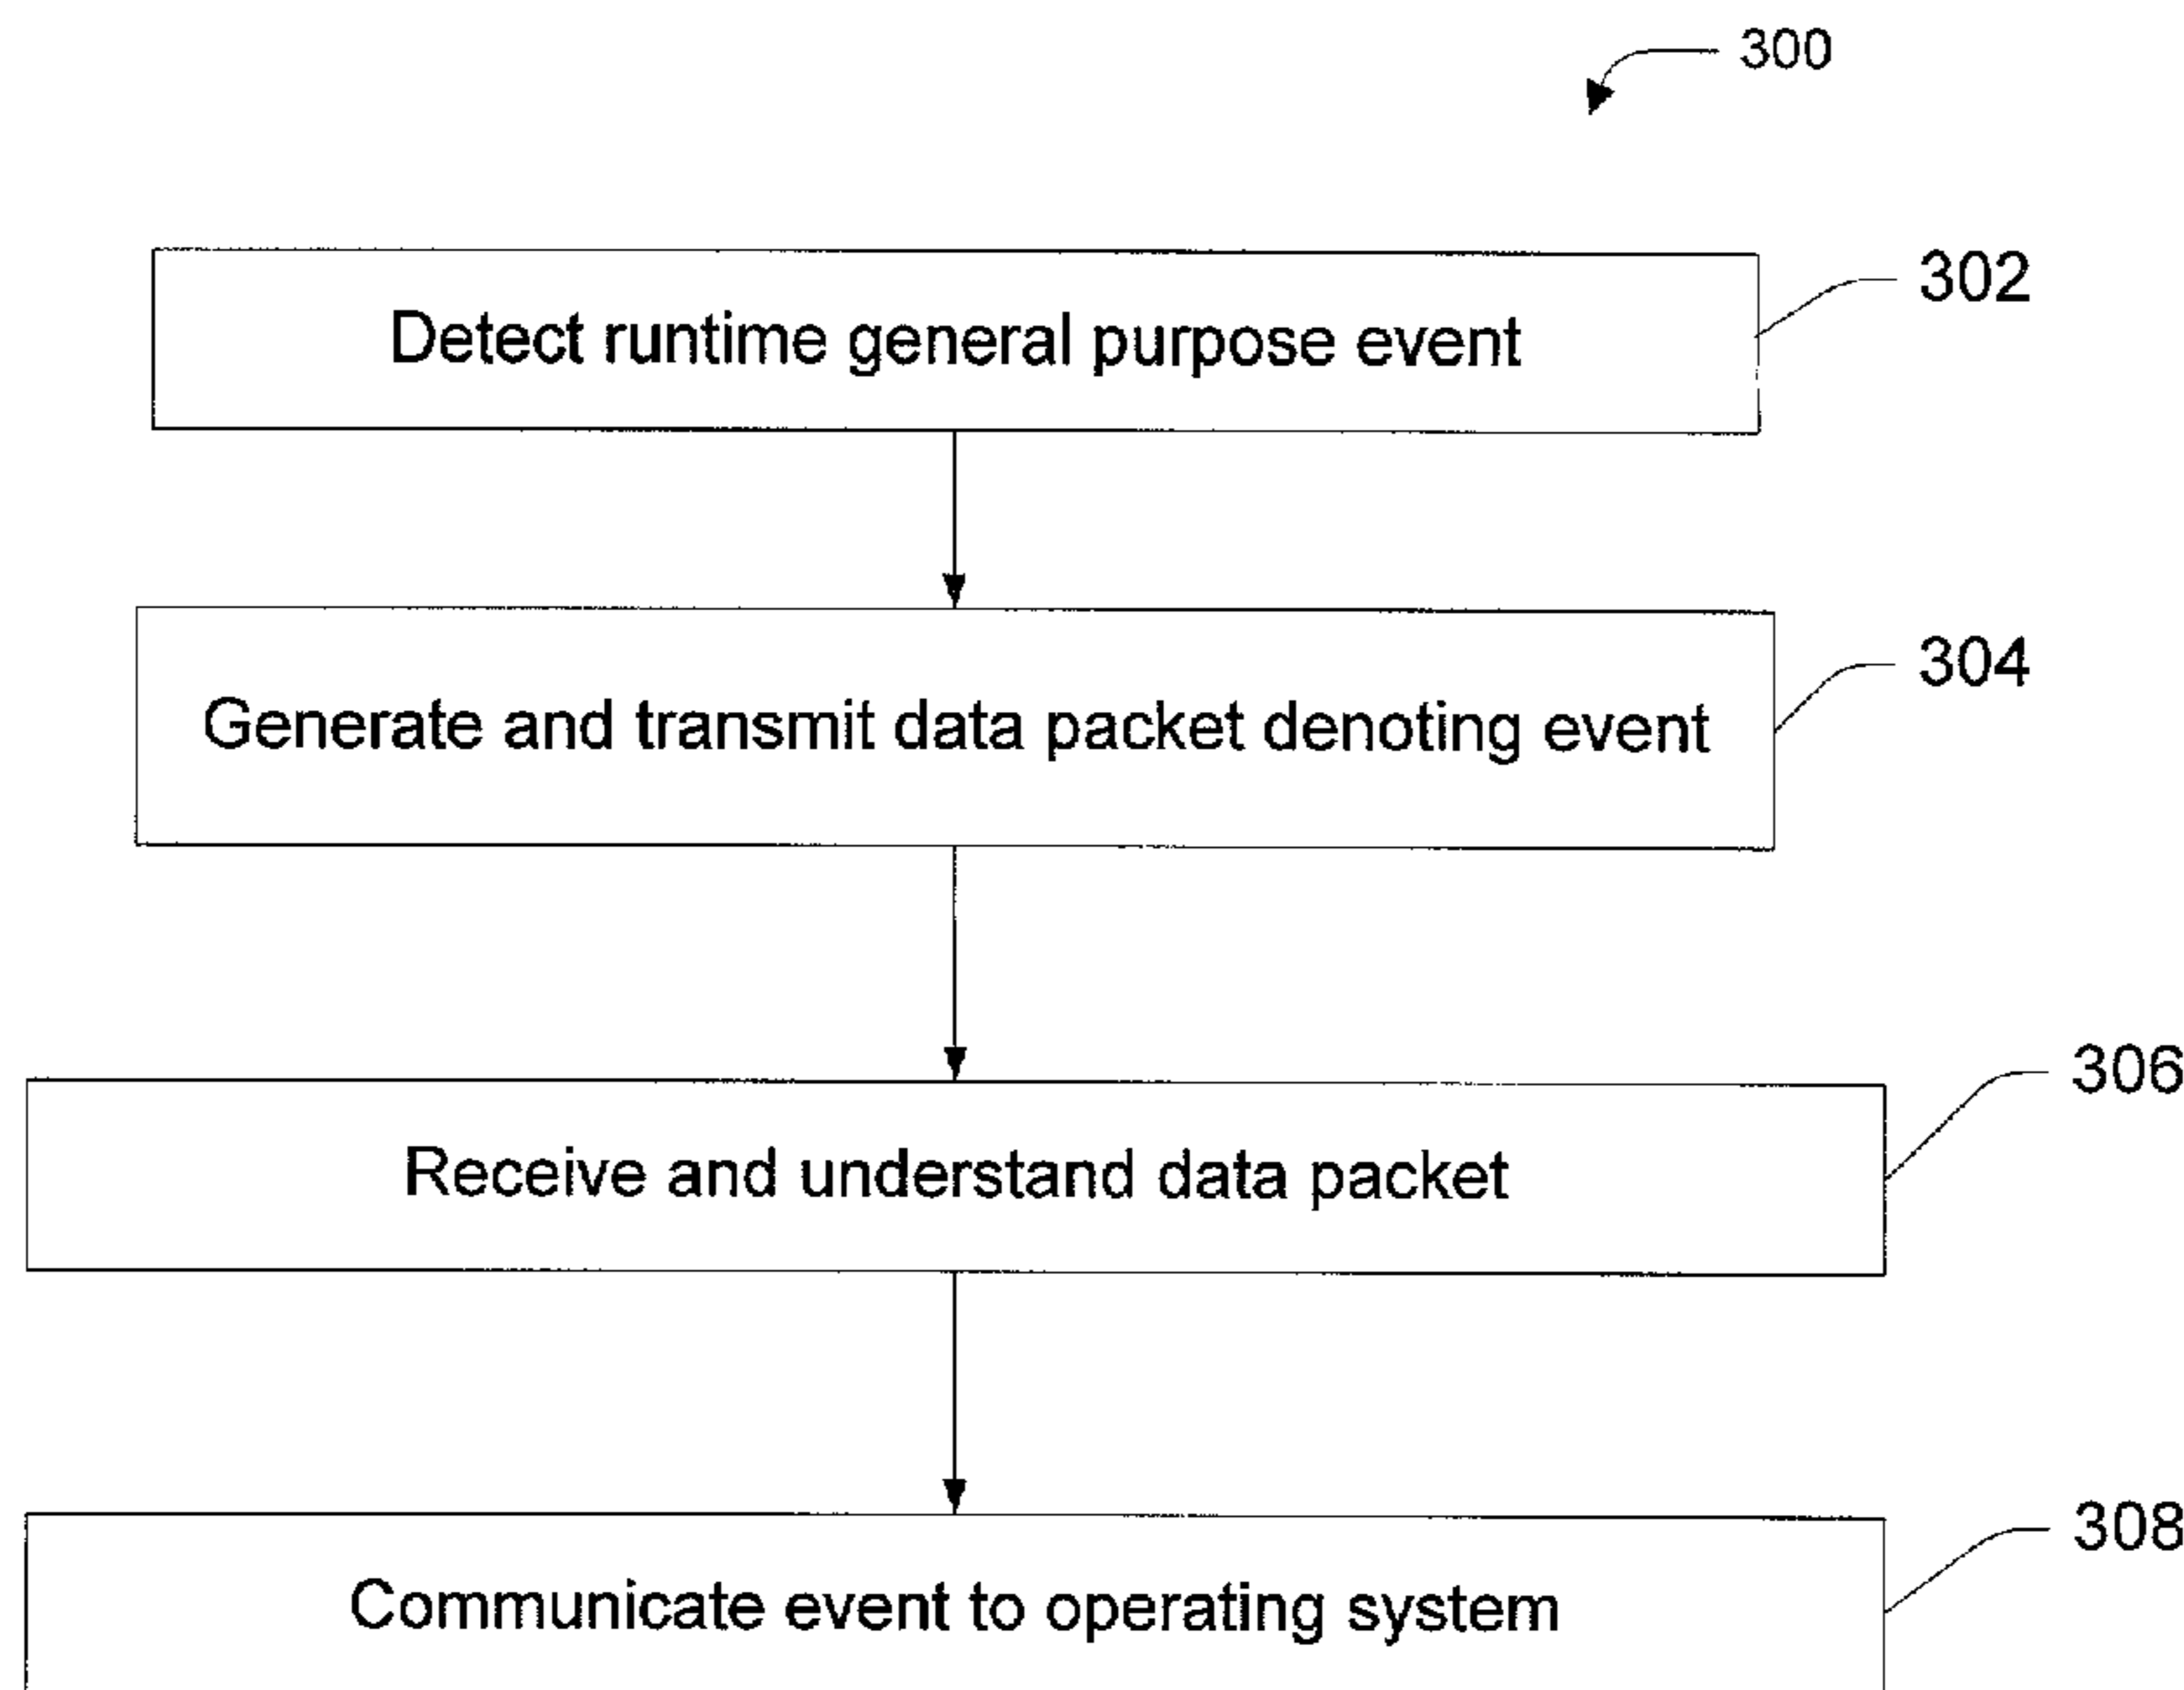 300
302
Detect runtime general purpose event
304
Generate and transmit data packet denoting event
306
Receive and understand data packet
308
Communicate event to operating system